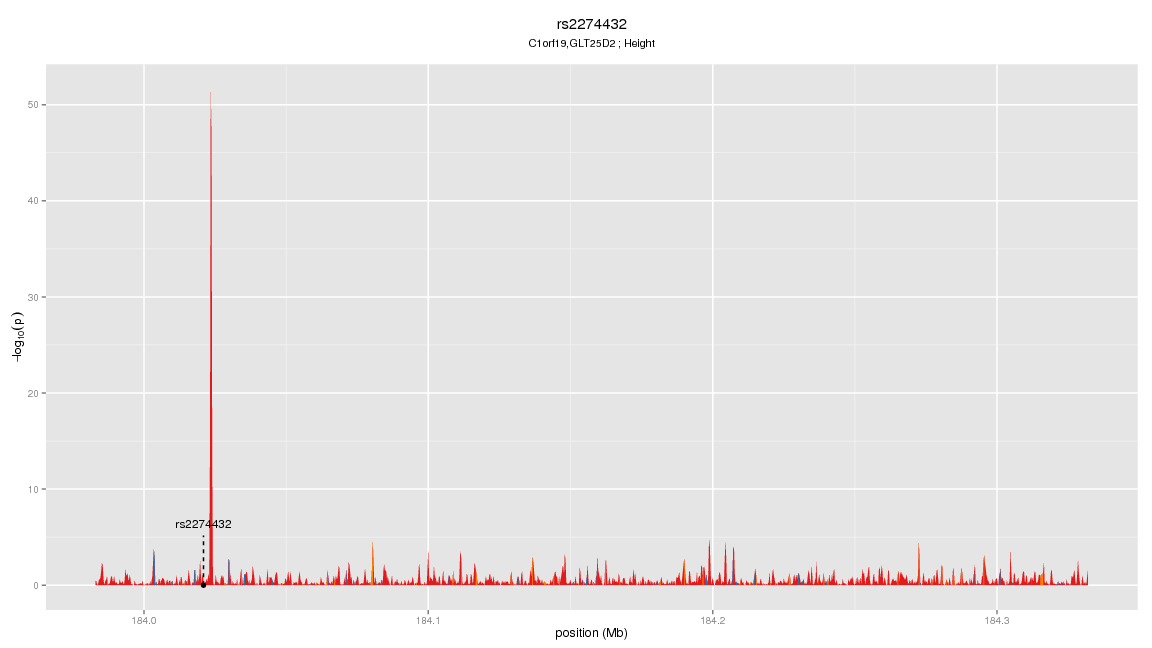 rs2274432
C1orf19,GLT25D2 ; Height
50
40
30
20
10
0
−log10(p)
rs2274432
184.0 184.1 184.2 184.3
position (Mb)